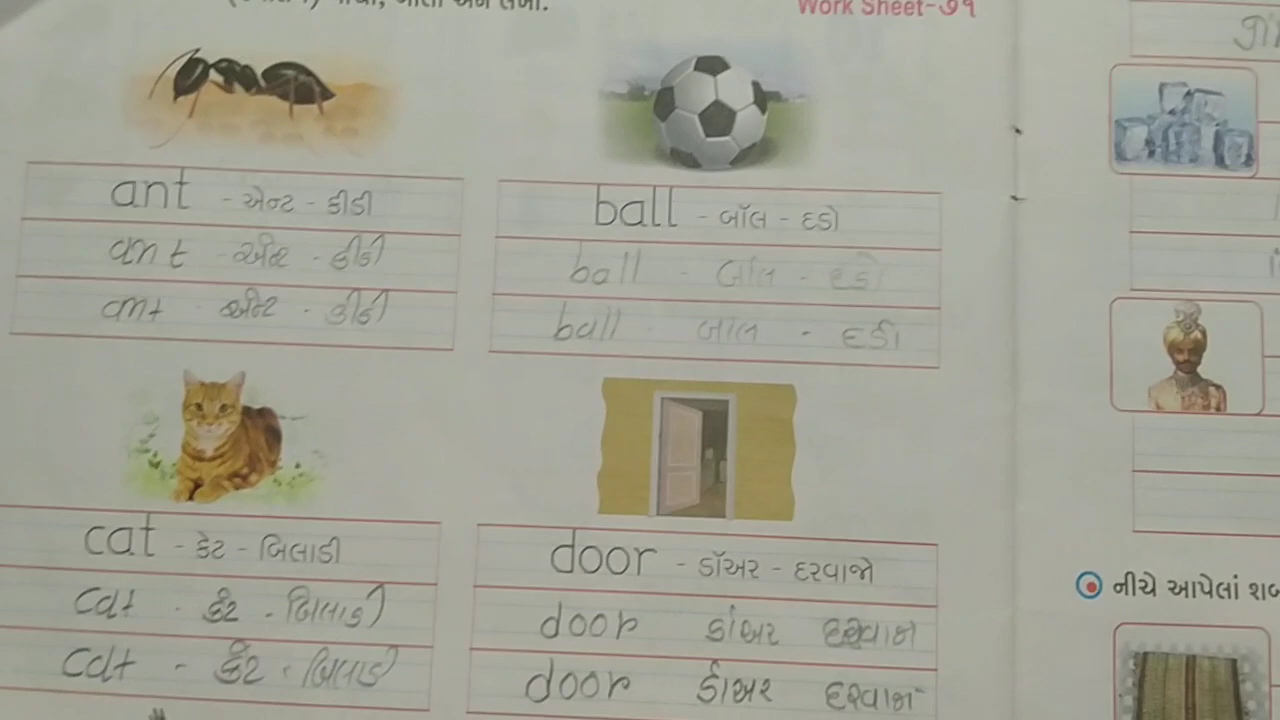 Work Sheet-૭૧
ant - એન્ટ - કીડી
ant - એન્ટ - કીડી
ant - એન્ટ - કીડી
ball - બૉલ - દડો
ball - બૉલ - દડો
ball - બાલ - દડો
cat - કેટ - બિલાડી
cat - કેટ - બિલાડી
cat - કેટ - બિલાડી
door - ડૉઅર - દરવાજો
door ડાઅર દરવાજો
door ડૉઅર દરવાજો
નીચે આપેલાં